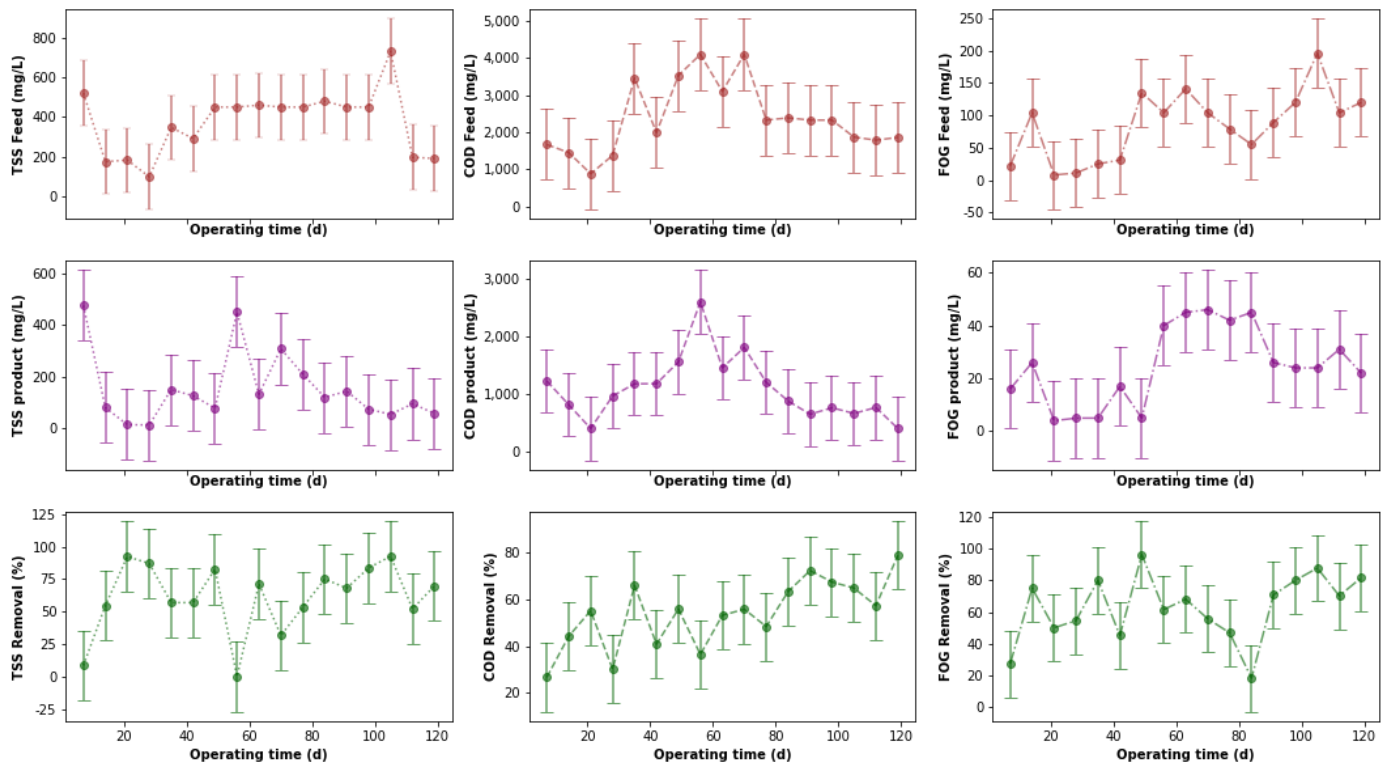 TSS Feed (mg/L)
800
600
400
200
0
Operating time (d)
COD Feed (mg/L)
5,000
4,000
3,000
2,000
1,000
0
Operating time (d)
FOG Feed (mg/L)
250
200
150
100
50
0
-50
Operating time (d)
TSS product (mg/L)
600
400
200
0
Operating time (d)
COD product (mg/L)
3,000
2,000
1,000
0
Operating time (d)
FOG product (mg/L)
60
40
20
0
Operating time (d)
TSS Removal (%)
125
100
75
50
25
0
-25
20 40 60 80 100 120
Operating time (d)
COD Removal (%)
80
60
40
20
20 40 60 80 100 120
Operating time (d)
FOG Removal (%)
120
100
80
60
40
20
0
20 40 60 80 100 120
Operating time (d)